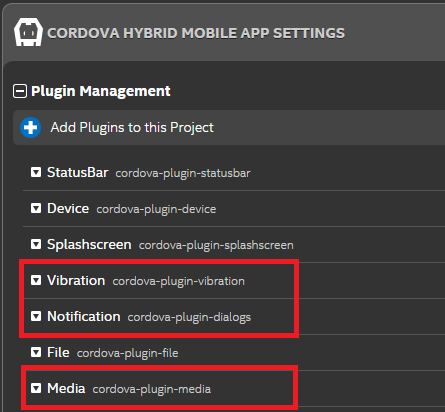 CORDOVA HYBRID MOBILE APP SETTINGS
Plugin Management
Add Plugins to this Project
StatusBar cordova-plugin-statusbar
Device cordova-plugin-device
Splashscreen cordova-plugin-splashscreen
Vibration cordova-plugin-vibration
Notification cordova-plugin-dialogs
File cordova-plugin-file
Media cordova-plugin-media